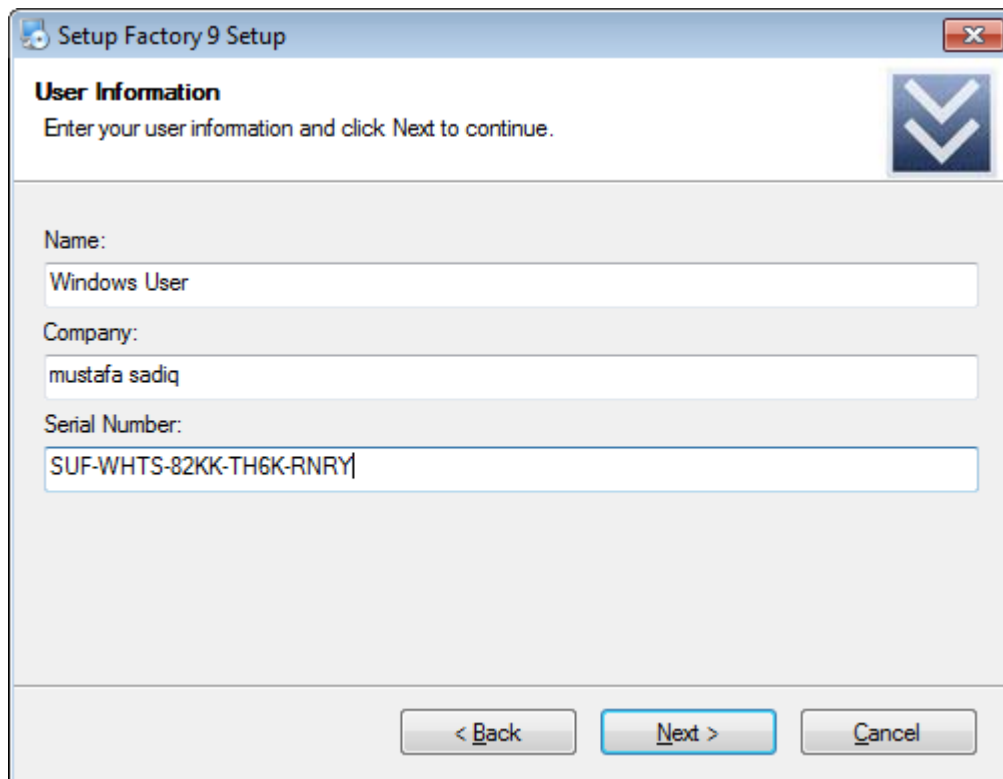 Setup Factory 9 Setup
User Information
Enter your user information and click Next to continue.
Name:
Windows User
Company:
mustafa sadiq
Serial Number:
SUF-WHTS-82KK-TH6K-RNRY
< Back
Next >
Cancel